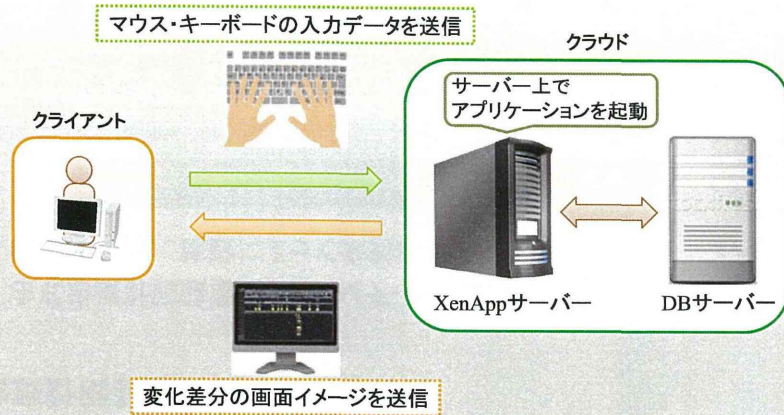 マウス・キーボードの入力データを送信
クラウド
サーバー上で
アプリケーションを起動
クライアント
XenAppサーバー
DBサーバー
変化差分の画面イメージを送信